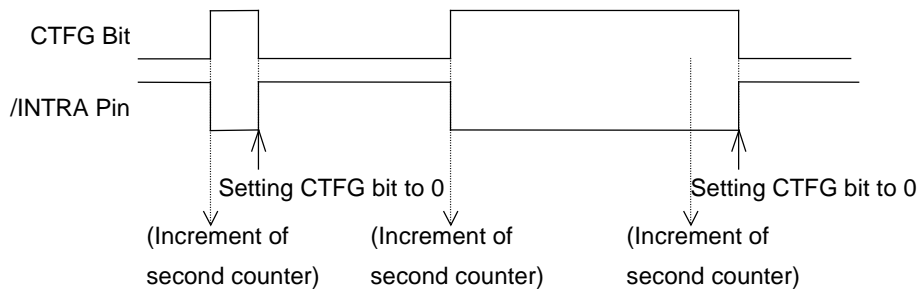 CTFG Bit
/INTRA Pin
Setting CTFG bit to 0
Setting CTFG bit to 0
(Increment of
second counter)
(Increment of
second counter)
(Increment of
second counter)